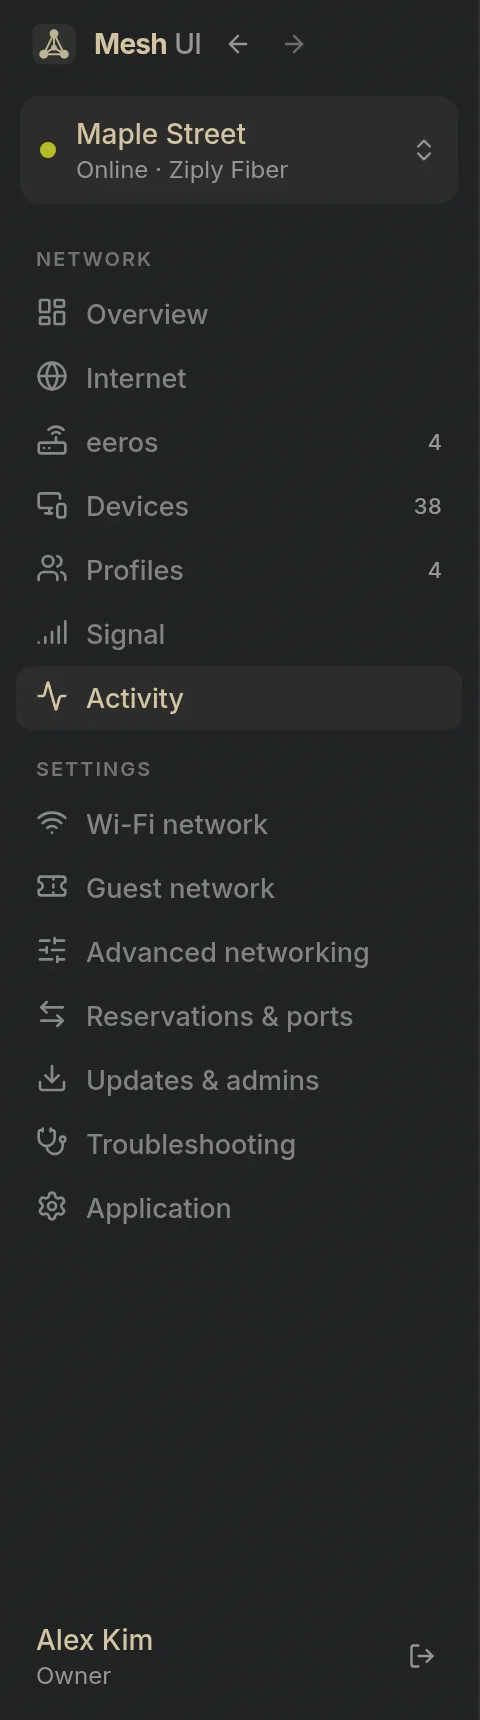 Mesh UI
Maple Street
Online · Ziply Fiber
NETWORK
Overview
Internet
eeros 4
Devices 38
Profiles 4
Signal
Activity
SETTINGS
Wi-Fi network
Guest network
Advanced networking
Reservations & ports
Updates & admins
Troubleshooting
Application
Alex Kim
Owner